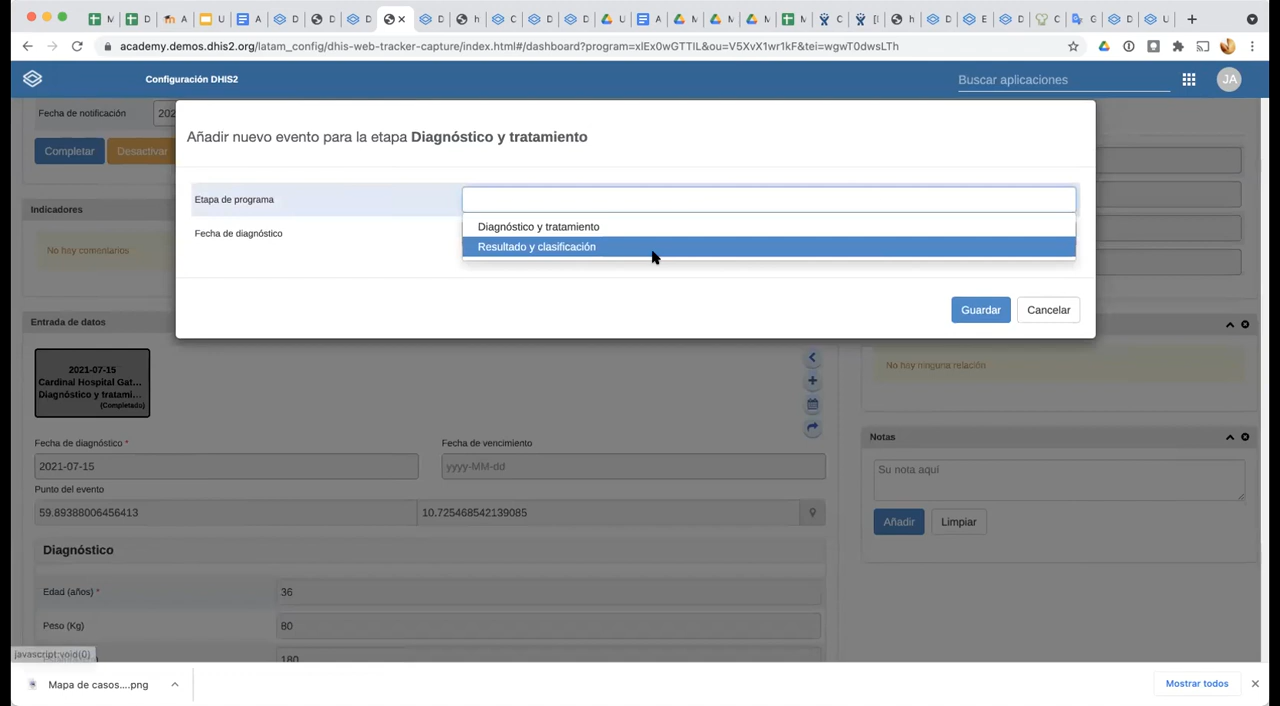 academy.demos.dhis2.org/latam_config/dhis-web-tracker-capture/index.html#/dashboard?program=xlEx0wGTTIL&ou=V5XvX1wr1kF&tei=wgwT0dwsLTh
Configuración DHIS2
Buscar aplicaciones
JA
Fecha de notificación
202
Completar
Desactivar
Indicadores
No hay comentarios
Añadir nuevo evento para la etapa Diagnóstico y tratamiento
Etapa de programa
Diagnóstico y tratamiento
Resultado y clasificación
Fecha de diagnóstico
Guardar
Cancelar
Entrada de datos
2021-07-15
Cardinal Hospital Gat...
Diagnóstico y tratami...
(Completado)
No hay ninguna relación
Fecha de diagnóstico *
Fecha de vencimiento
2021-07-15
yyyy-MM-dd
Punto del evento
59.89388006456413
10.725468542139085
Notas
Su nota aquí
Añadir
Limpiar
Diagnóstico
Edad (años) *
36
Peso (Kg)
80
180
javascript:void(0)
Mapa de casos....png
Mostrar todos